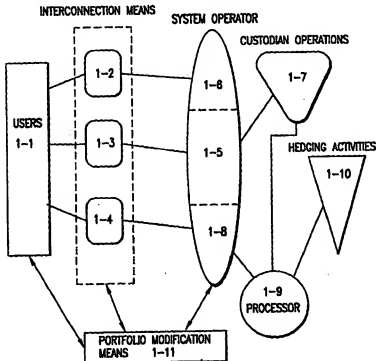 INTERCONNECTION MEANS
SYSTEM OPERATOR
CUSTODIAN OPERATIONS
1-2
1-6
1-7
USERS
1-1
1-3
1-5
HEDGING ACTIVITIES
1-10
1-4
1-8
1-9
PROCESSOR
PORTFOLIO MODIFICATION
MEANS 1-11